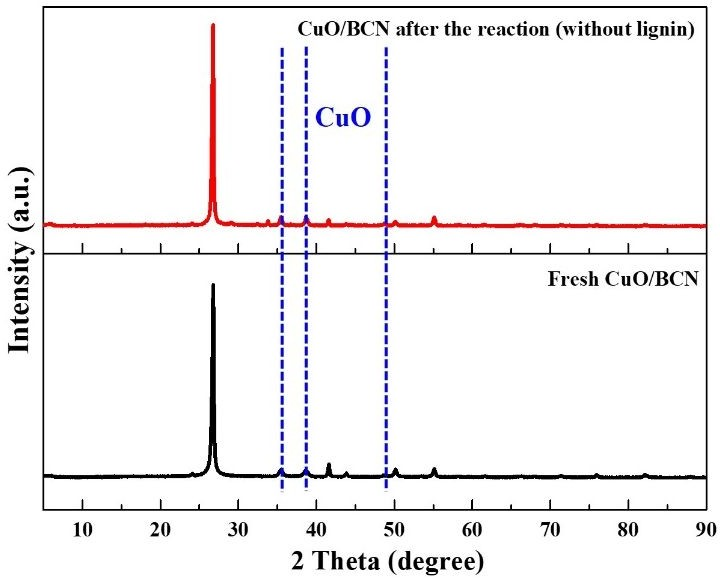 CuO/BCN after the reaction (without lignin)
CuO
Fresh CuO/BCN
Intensity (a.u.)
10 20 30 40 50 60 70 80 90
2 Theta (degree)